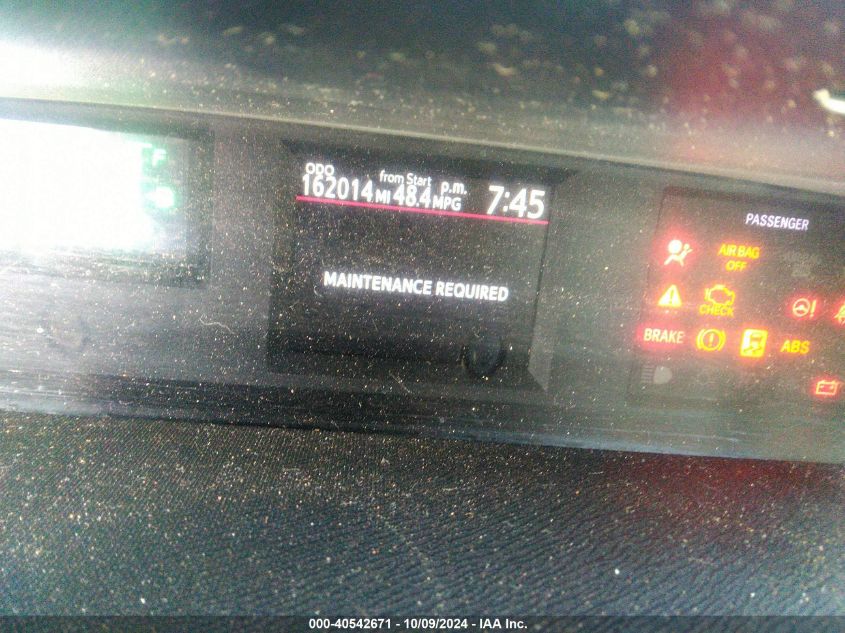 ODO from Start p.m. 7:45
162014 MI 48.4 MPG
MAINTENANCE REQUIRED
F
PASSENGER
AIR BAG
OFF
CHECK
BRAKE ABS
000-40542671 - 10/09/2024 - IAA Inc.